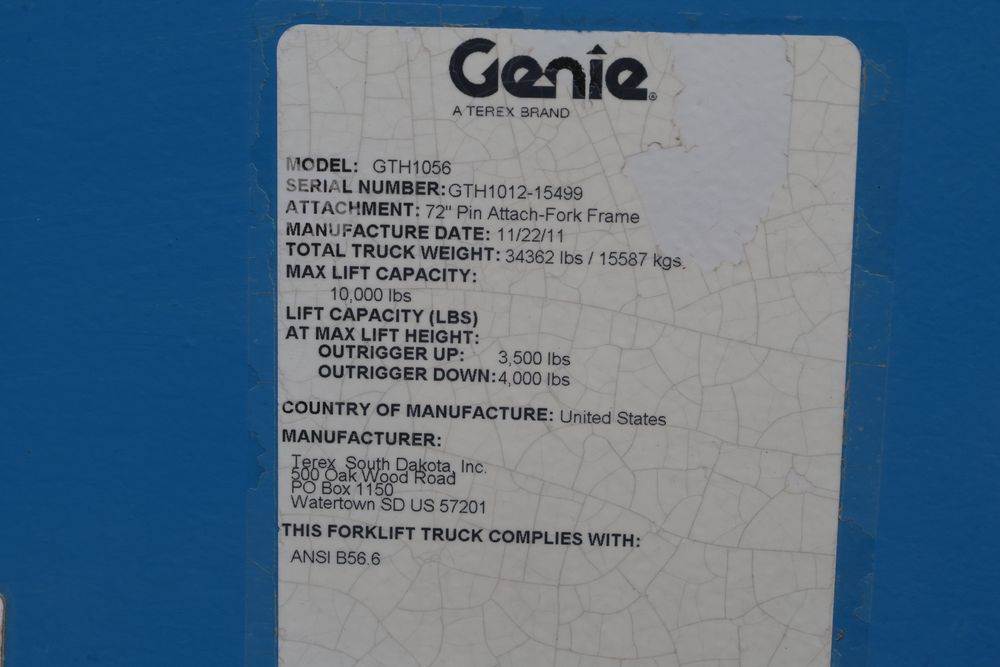 Genie®
A TEREX BRAND
MODEL: GTH1056
SERIAL NUMBER: GTH1012-15499
ATTACHMENT: 72" Pin Attach-Fork Frame
MANUFACTURE DATE: 11/22/11
TOTAL TRUCK WEIGHT: 34362 lbs / 15587 kgs.
MAX LIFT CAPACITY:
10,000 lbs
LIFT CAPACITY (LBS)
AT MAX LIFT HEIGHT:
OUTRIGGER UP: 3,500 lbs
OUTRIGGER DOWN: 4,000 lbs
COUNTRY OF MANUFACTURE: United States
MANUFACTURER:
Terex South Dakota, Inc.
500 Oak Wood Road
PO Box 1150
Watertown SD US 57201
THIS FORKLIFT TRUCK COMPLIES WITH:
ANSI B56.6